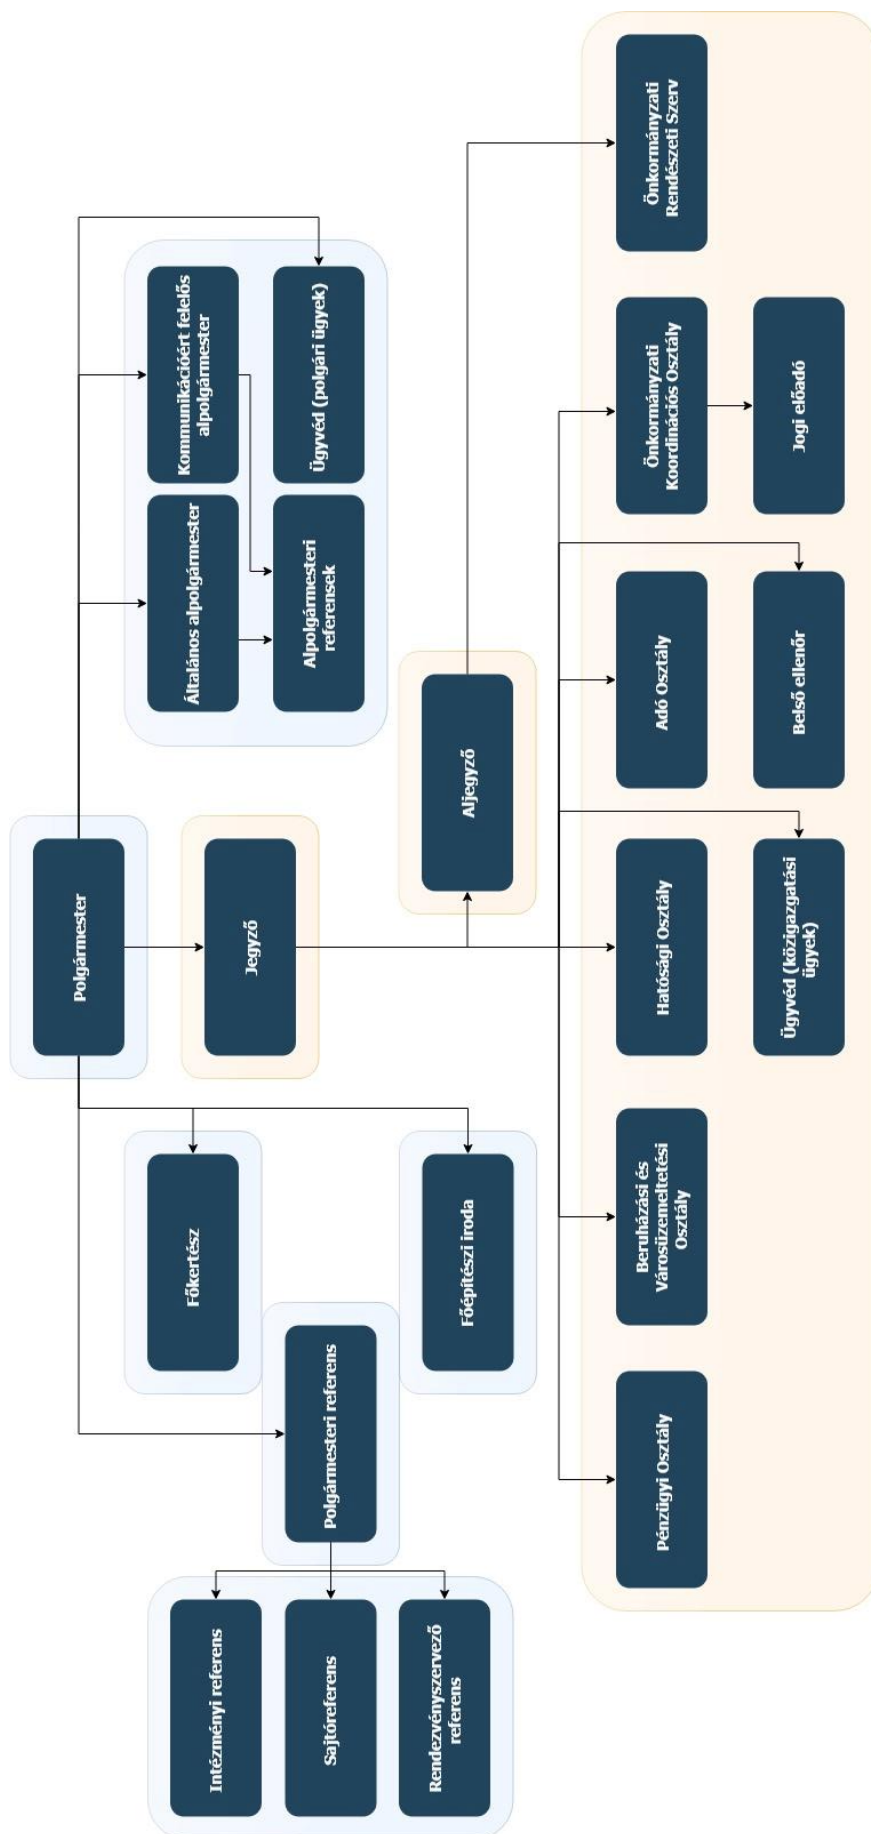 Polgármester
Jegyző
Főkertész
Főépítészi iroda
Polgármesteri referens
Intézményi referens
Sajtóreferens
Rendezvényszervező
referens
Általános alpolgármester
Kommunikációért felelős
alpolgármester
Alpolgármesteri
referensek
Ügyvéd (polgári ügyek)
Aljegyző
Pénzügyi Osztály
Beruházási és
Városüzemeltetési
Osztály
Hatósági Osztály
Adó Osztály
Önkormányzati
Koordinációs Osztály
Önkormányzati
Rendészeti Szerv
Ügyvéd (közigazgatási
ügyek)
Belső ellenőr
Jogi előadó